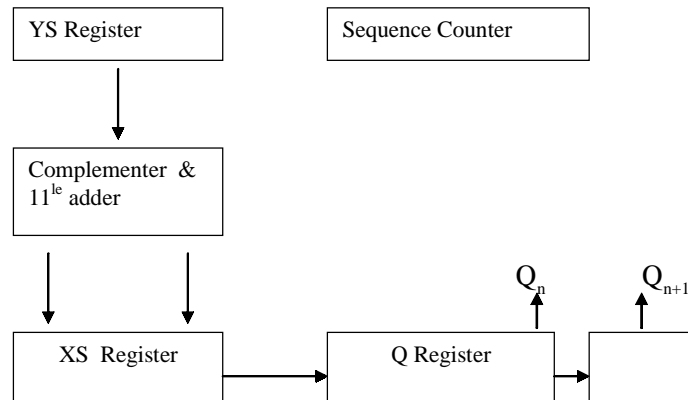 YS Register
Sequence Counter
Complementer &
11le adder
Qn
Qn+1
XS Register
Q Register